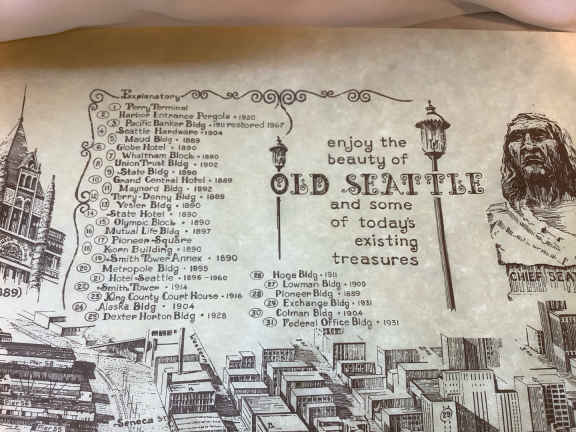 Explanatory
1 Ferry Terminal
2 Harbor Entrance Pergola • 1920
3 Pacific Banker Bldg • 1911 restored 1967
4 Seattle Hardware • 1904
5 Maud Bldg • 1889
6 Globe Hotel • 1890
7 Whaltham Block • 1890
8 Union Trust Bldg • 1902
9 State Bldg • 1890
10 Grand Central Hotel • 1889
11 Maynard Bldg • 1892
12 Terry-Denny Bldg • 1889
13 Yesler Bldg • 1890
14 State Hotel • 1890
15 Olympic Block • 1890
16 Mutual Life Bldg • 1897
17 Pioneer Square
18 Korn Building • 1890
19 Smith Tower Annex • 1890
20 Metropole Bldg • 1895
21 Hotel Seattle • 1896-1960
22 Smith Tower • 1914
23 King County Court House • 1916
24 Alaska Bldg • 1904
25 Dexter Horton Bldg • 1928
26 Hoge Bldg • 1911
27 Lowman Bldg • 1900
28 Pioneer Bldg • 1889
29 Exchange Bldg • 1931
30 Colman Bldg • 1904
31 Federal Office Bldg • 1931
enjoy the
beauty of
OLD SEATTLE
and some
of today's
existing
treasures
CHIEF SEA
889)
Seneca St